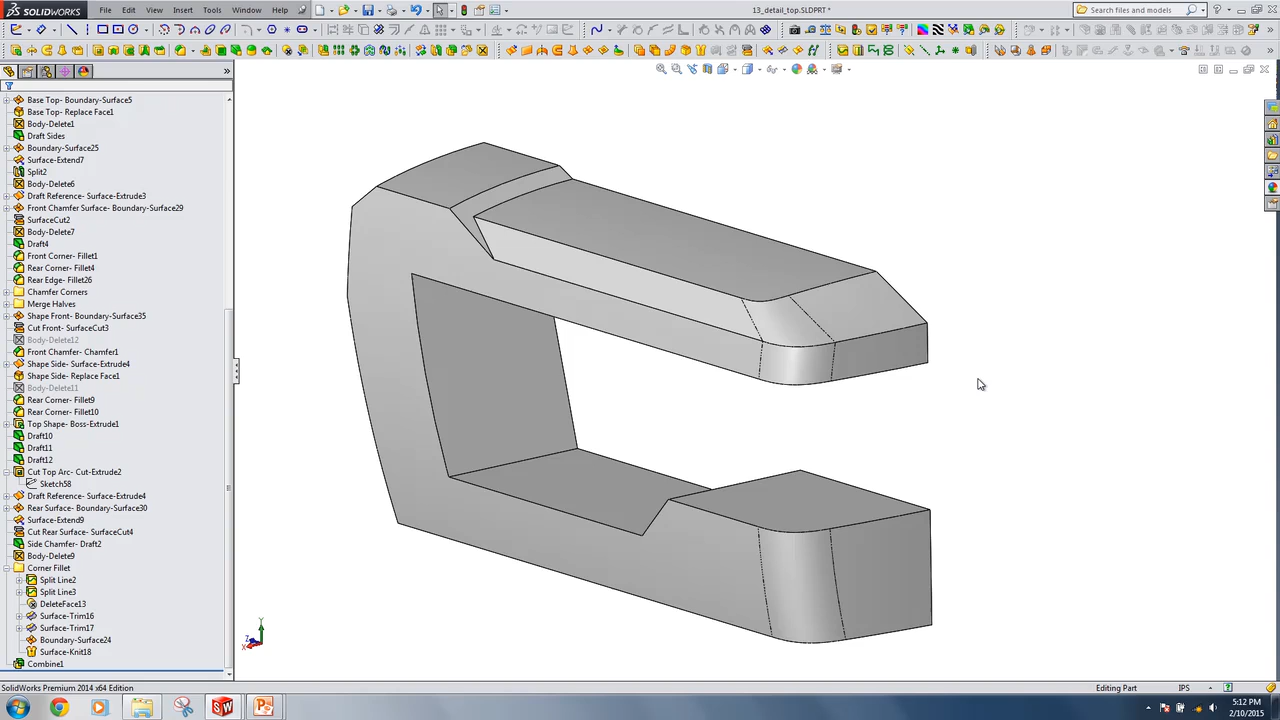 SOLIDWORKS File Edit View Insert Tools Window Help 13_detail_top.SLDPRT * Search files and models
Base Top- Boundary-Surface5
Base Top- Replace Face1
Body-Delete1
Draft Sides
Boundary-Surface25
Surface-Extend7
Split2
Body-Delete6
Draft Reference- Surface-Extrude3
Front Chamfer Surface- Boundary-Surface29
SurfaceCut2
Body-Delete7
Draft4
Front Corner- Fillet1
Rear Corner- Fillet4
Rear Edge- Fillet26
Chamfer Corners
Merge Halves
Shape Front- Boundary-Surface35
Cut Front- SurfaceCut3
Body-Delete12
Front Chamfer- Chamfer1
Shape Side- Surface-Extrude4
Shape Side- Replace Face1
Body-Delete11
Rear Corner- Fillet9
Rear Corner- Fillet10
Top Shape- Boss-Extrude1
Draft10
Draft11
Draft12
Cut Top Arc- Cut-Extrude2
Sketch58
Draft Reference- Surface-Extrude4
Rear Surface- Boundary-Surface30
Surface-Extend9
Cut Rear Surface- SurfaceCut4
Side Chamfer- Draft2
Body-Delete9
Corner Fillet
Split Line2
Split Line3
DeleteFace13
Surface-Trim16
Surface-Trim17
Boundary-Surface24
Surface-Knit18
Combine1
Y
Z
X
SolidWorks Premium 2014 x64 Edition Editing Part IPS
5:12 PM
2/10/2015